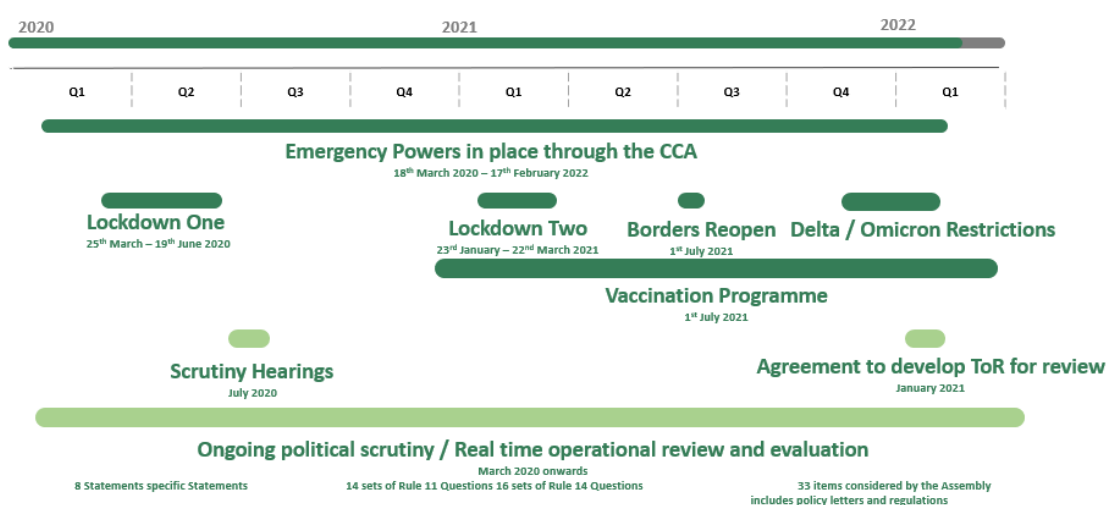 2020 2021 2022
Q1 Q2 Q3 Q4 Q1 Q2 Q3 Q4 Q1
Emergency Powers in place through the CCA
18th March 2020 – 17th February 2022
Lockdown One
25th March – 19th June 2020
Lockdown Two
23rd January – 22nd March 2021
Borders Reopen
1st July 2021
Delta / Omicron Restrictions
Vaccination Programme
1st July 2021
Scrutiny Hearings
July 2020
Agreement to develop ToR for review
January 2021
Ongoing political scrutiny / Real time operational review and evaluation
March 2020 onwards
8 Statements specific Statements
14 sets of Rule 11 Questions 16 sets of Rule 14 Questions
33 items considered by the Assembly
includes policy letters and regulations